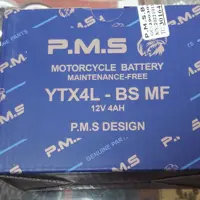 P.M.S
MOTORCYCLE BATTERY
MAINTENANCE-FREE
YTX4L - BS MF
12V 4AH
P.M.S DESIGN